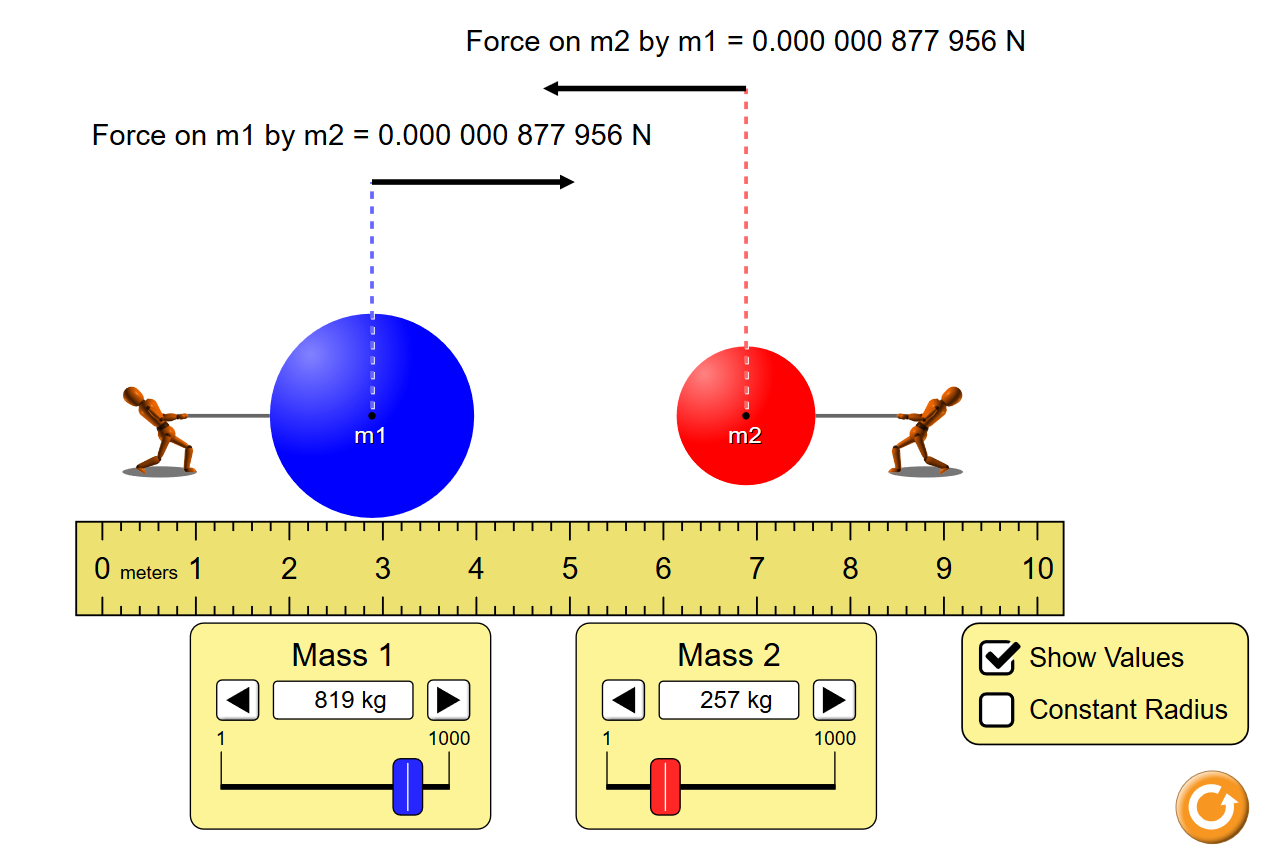 Force on m2 by m1 = 0.000 000 877 956 N
Force on m1 by m2 = 0.000 000 877 956 N
m1
m2
0 meters 1 2 3 4 5 6 7 8 9 10
Mass 1
819 kg
1 1000
Mass 2
257 kg
1 1000
Show Values
Constant Radius